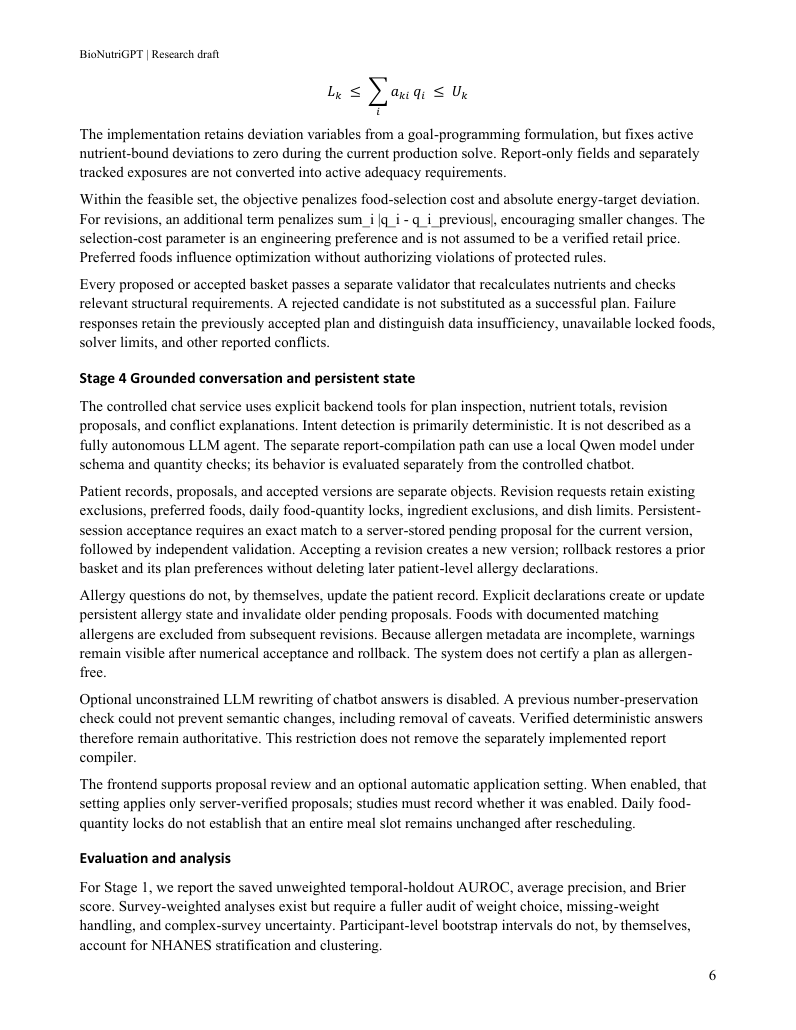 BioNutriGPT | Research draft
L_k ≤ ∑_i a_{ki} q_i ≤ U_k
The implementation retains deviation variables from a goal-programming formulation, but fixes active
nutrient-bound deviations to zero during the current production solve. Report-only fields and separately
tracked exposures are not converted into active adequacy requirements.
Within the feasible set, the objective penalizes food-selection cost and absolute energy-target deviation.
For revisions, an additional term penalizes sum_i |q_i - q_i_previous|, encouraging smaller changes. The
selection-cost parameter is an engineering preference and is not assumed to be a verified retail price.
Preferred foods influence optimization without authorizing violations of protected rules.
Every proposed or accepted basket passes a separate validator that recalculates nutrients and checks
relevant structural requirements. A rejected candidate is not substituted as a successful plan. Failure
responses retain the previously accepted plan and distinguish data insufficiency, unavailable locked foods,
solver limits, and other reported conflicts.
Stage 4 Grounded conversation and persistent state
The controlled chat service uses explicit backend tools for plan inspection, nutrient totals, revision
proposals, and conflict explanations. Intent detection is primarily deterministic. It is not described as a
fully autonomous LLM agent. The separate report-compilation path can use a local Qwen model under
schema and quantity checks; its behavior is evaluated separately from the controlled chatbot.
Patient records, proposals, and accepted versions are separate objects. Revision requests retain existing
exclusions, preferred foods, daily food-quantity locks, ingredient exclusions, and dish limits. Persistent-
session acceptance requires an exact match to a server-stored pending proposal for the current version,
followed by independent validation. Accepting a revision creates a new version; rollback restores a prior
basket and its plan preferences without deleting later patient-level allergy declarations.
Allergy questions do not, by themselves, update the patient record. Explicit declarations create or update
persistent allergy state and invalidate older pending proposals. Foods with documented matching
allergens are excluded from subsequent revisions. Because allergen metadata are incomplete, warnings
remain visible after numerical acceptance and rollback. The system does not certify a plan as allergen-
free.
Optional unconstrained LLM rewriting of chatbot answers is disabled. A previous number-preservation
check could not prevent semantic changes, including removal of caveats. Verified deterministic answers
therefore remain authoritative. This restriction does not remove the separately implemented report
compiler.
The frontend supports proposal review and an optional automatic application setting. When enabled, that
setting applies only server-verified proposals; studies must record whether it was enabled. Daily food-
quantity locks do not establish that an entire meal slot remains unchanged after rescheduling.
Evaluation and analysis
For Stage 1, we report the saved unweighted temporal-holdout AUROC, average precision, and Brier
score. Survey-weighted analyses exist but require a fuller audit of weight choice, missing-weight
handling, and complex-survey uncertainty. Participant-level bootstrap intervals do not, by themselves,
account for NHANES stratification and clustering.
6